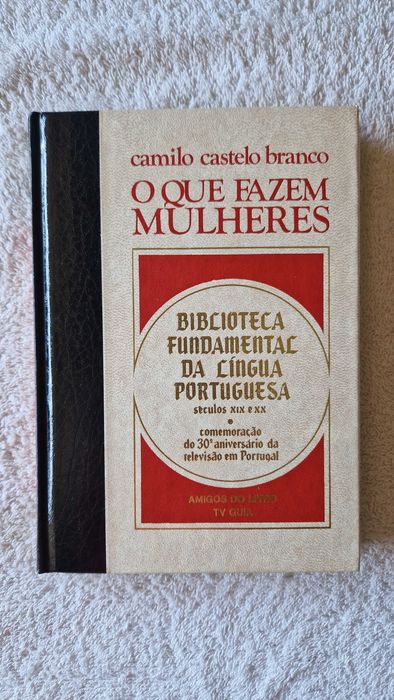 camilo castelo branco
O QUE FAZEM
MULHERES
BIBLIOTECA
FUNDAMENTAL
DA LÍNGUA
PORTUGUESA
séculos XIX e XX
•
comemoração
do 30º aniversário da
televisão em Portugal
AMIGOS DO LIVRO
TV GUIA